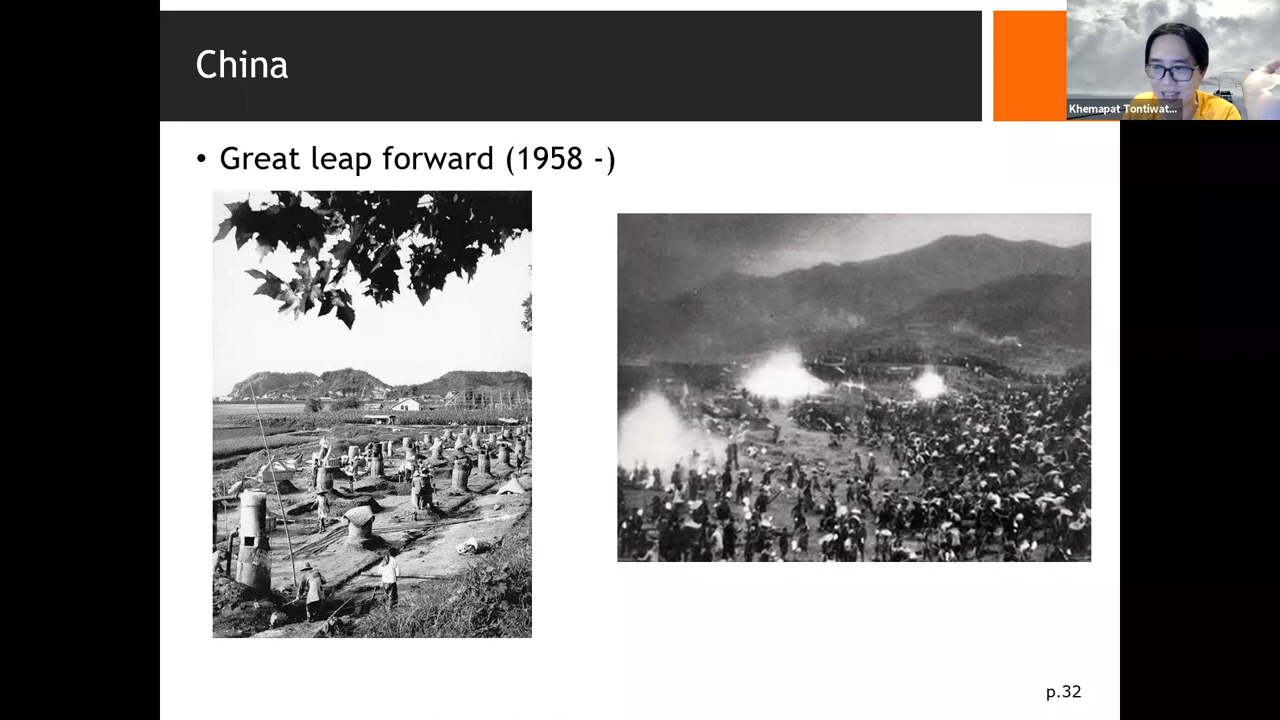 China
Khemapat Tontiwat...
• Great leap forward (1958 -)
p.32